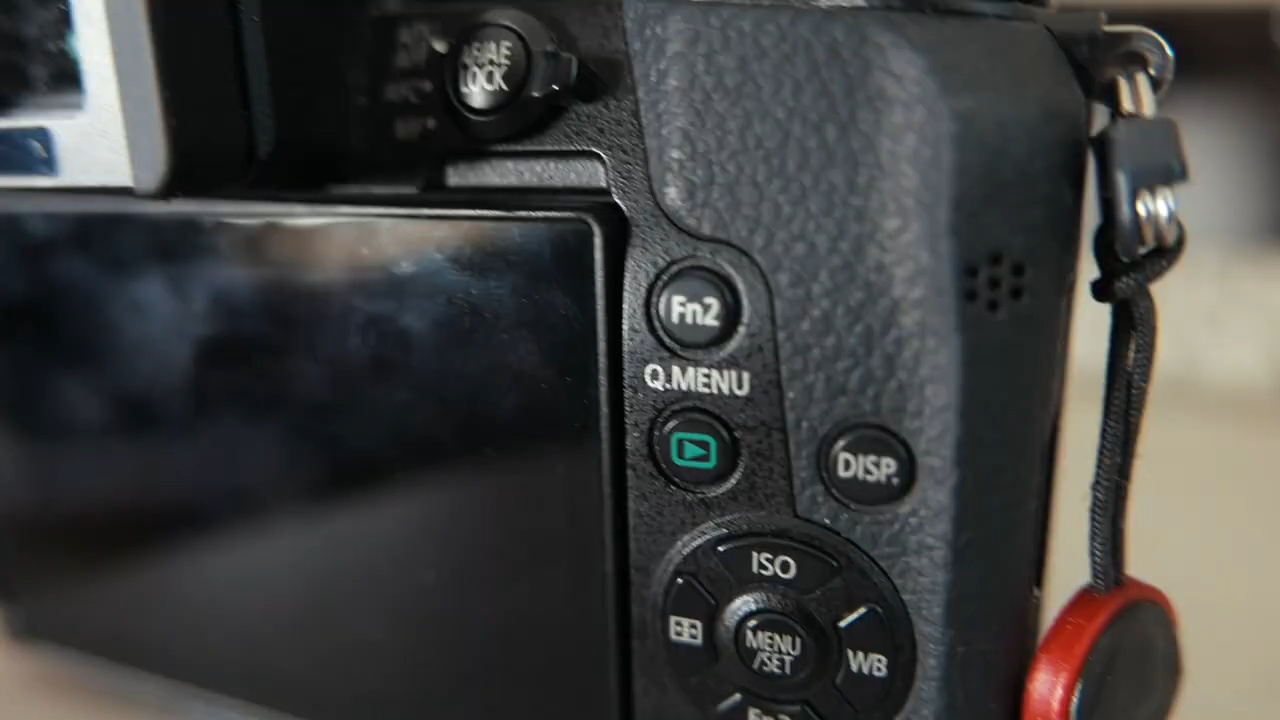 AF/AE
LOCK
Fn2
Q.MENU
DISP.
ISO
MENU
/SET
WB